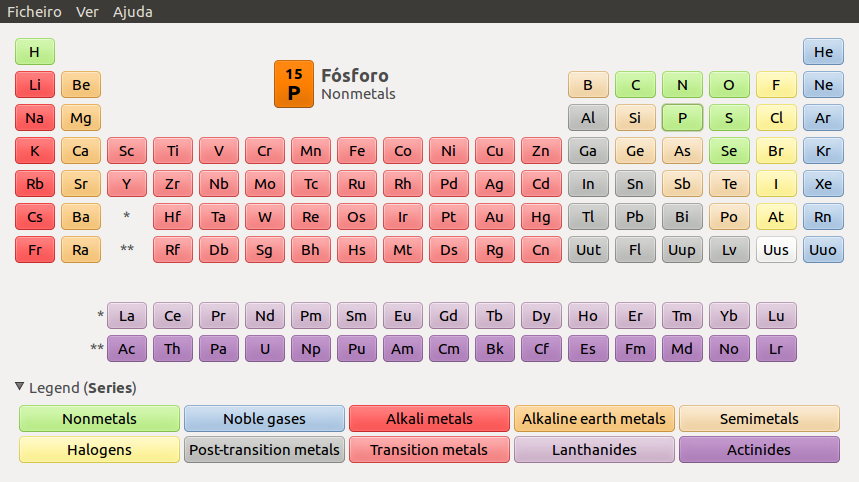 Ficheiro Ver Ajuda
H He
15 Fósforo
P Nonmetals
Li Be B C N O F Ne
Na Mg Al Si P S Cl Ar
K Ca Sc Ti V Cr Mn Fe Co Ni Cu Zn Ga Ge As Se Br Kr
Rb Sr Y Zr Nb Mo Tc Ru Rh Pd Ag Cd In Sn Sb Te I Xe
Cs Ba * Hf Ta W Re Os Ir Pt Au Hg Tl Pb Bi Po At Rn
Fr Ra ** Rf Db Sg Bh Hs Mt Ds Rg Cn Uut Fl Uup Lv Uus Uuo
* La Ce Pr Nd Pm Sm Eu Gd Tb Dy Ho Er Tm Yb Lu
** Ac Th Pa U Np Pu Am Cm Bk Cf Es Fm Md No Lr
Legend (Series)
Nonmetals Noble gases Alkali metals Alkaline earth metals Semimetals
Halogens Post-transition metals Transition metals Lanthanides Actinides